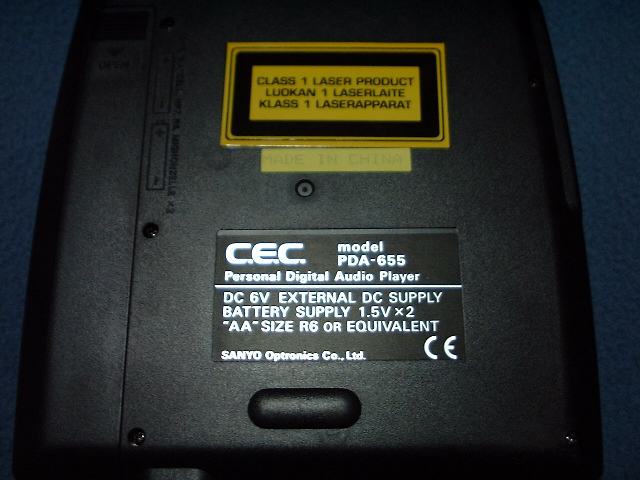 OPEN
CLASS 1 LASER PRODUCT
LUOKAN 1 LASERLAITE
KLASS 1 LASERAPPARAT
MADE IN CHINA
C.E.C. model
PDA-655
Personal Digital Audio Player
DC 6V EXTERNAL DC SUPPLY
BATTERY SUPPLY 1.5V×2
"AA" SIZE R6 OR EQUIVALENT
SANYO Optronics Co., Ltd. CE